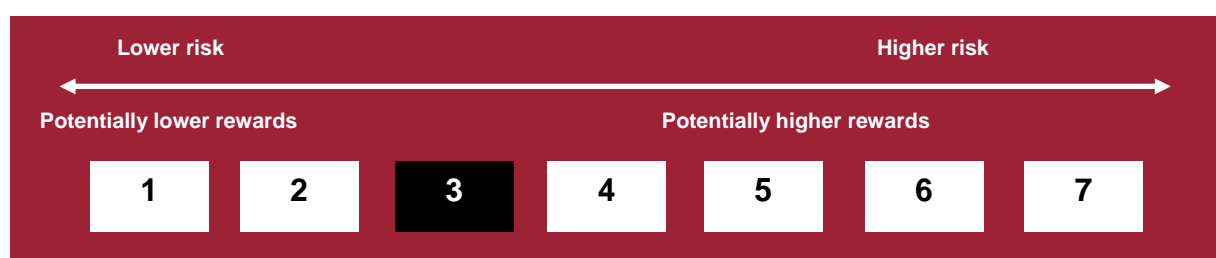 Lower risk Higher risk
Potentially lower rewards Potentially higher rewards
1 2 3 4 5 6 7